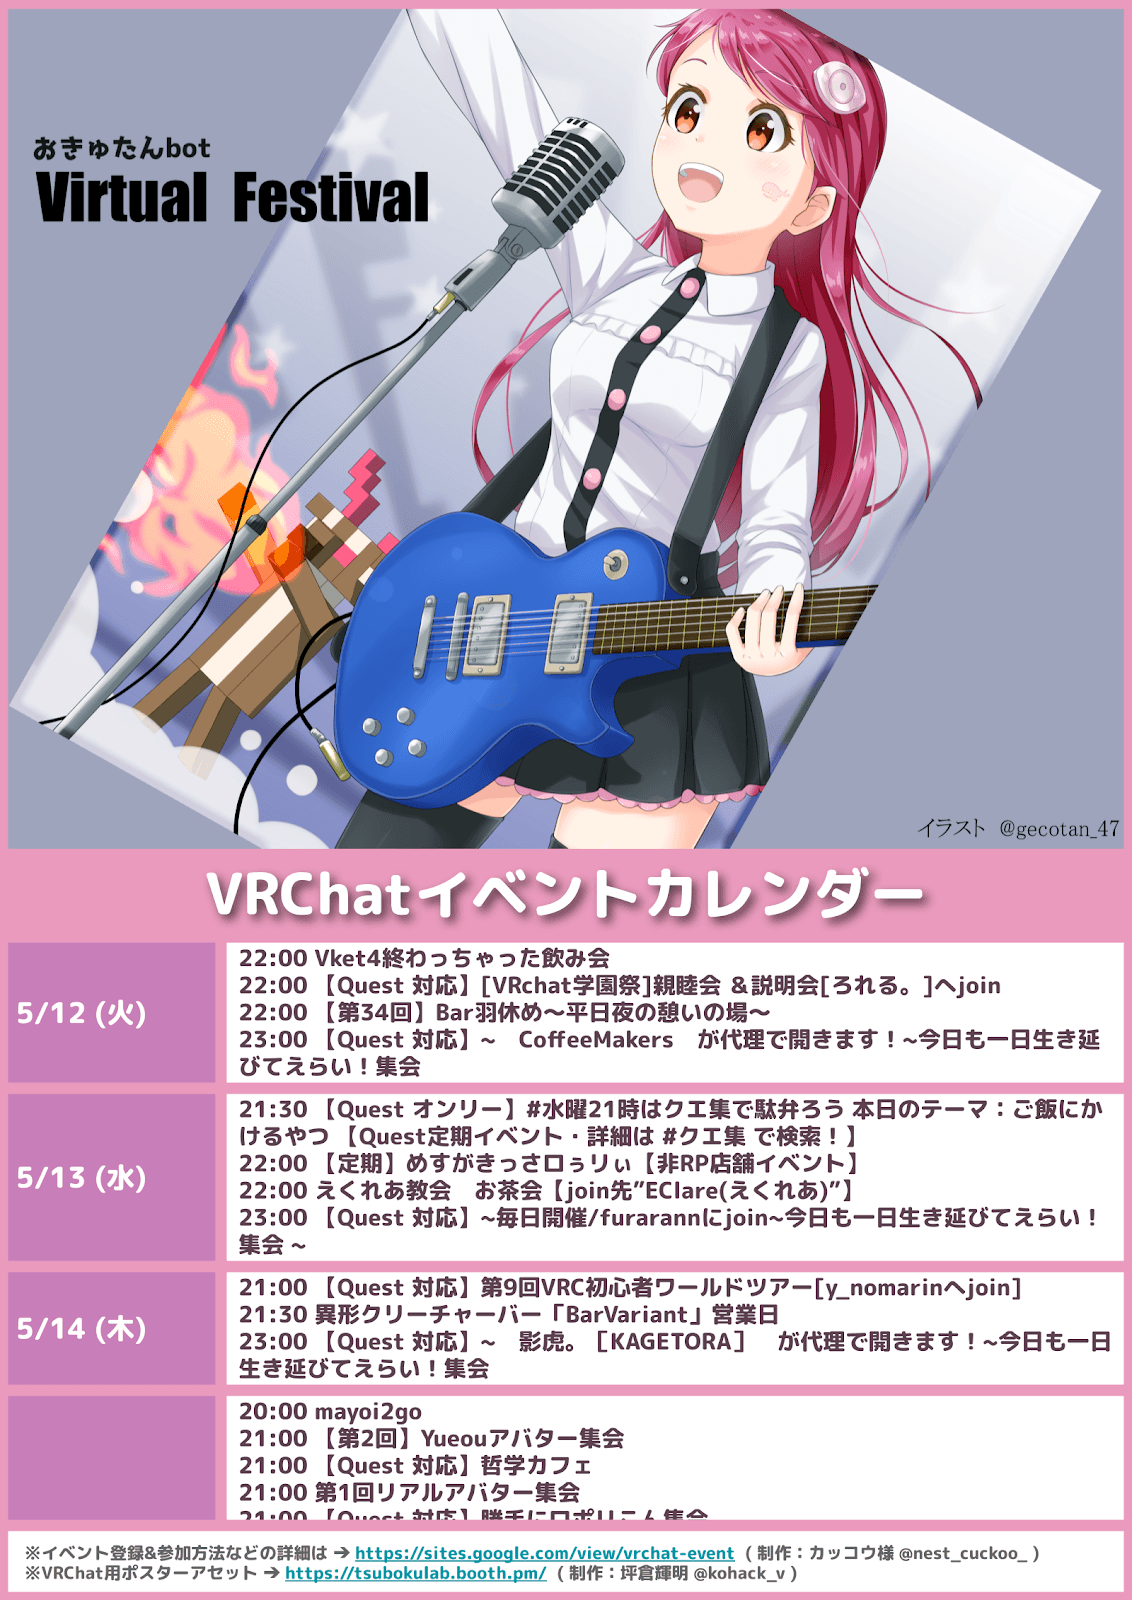 おきゅたんbot
Virtual Festival
イラスト @gecotan_47
VRChatイベントカレンダー
5/12 (火)
22:00 Vket4終わっちゃった飲み会
22:00 【Quest 対応】[VRchat学園祭]親睦会 &説明会[ろれる。]へjoin
22:00 【第34回】Bar羽休め～平日夜の憩いの場～
23:00 【Quest 対応】~　CoffeeMakers　が代理で開きます！~今日も一日生き延
びてえらい！集会
5/13 (水)
21:30 【Quest オンリー】#水曜21時はクエ集で駄弁ろう 本日のテーマ：ご飯にか
けるやつ 【Quest定期イベント・詳細は #クエ集 で検索！】
22:00 【定期】めすがきっさロぅリぃ【非RP店舗イベント】
22:00 えくれあ教会　お茶会【join先”EClare(えくれあ)”】
23:00 【Quest 対応】~毎日開催/furarannにjoin~今日も一日生き延びてえらい！
集会 ~
5/14 (木)
21:00 【Quest 対応】第9回VRC初心者ワールドツアー[y_nomarinへjoin]
21:30 異形クリーチャーバー「BarVariant」営業日
23:00 【Quest 対応】~　影虎。［KAGETORA］　が代理で開きます！~今日も一日
生き延びてえらい！集会
20:00 mayoi2go
21:00 【第2回】Yueouアバター集会
21:00 【Quest 対応】哲学カフェ
21:00 第1回リアルアバター集会
21:00 【Quest 対応】勝手にロポリこん集会
※イベント登録&参加方法などの詳細は ➔ https://sites.google.com/view/vrchat-event ( 制作：カッコウ様 @nest_cuckoo_ )
※VRChat用ポスターアセット ➔ https://tsubokulab.booth.pm/ ( 制作：坪倉輝明 @kohack_v )